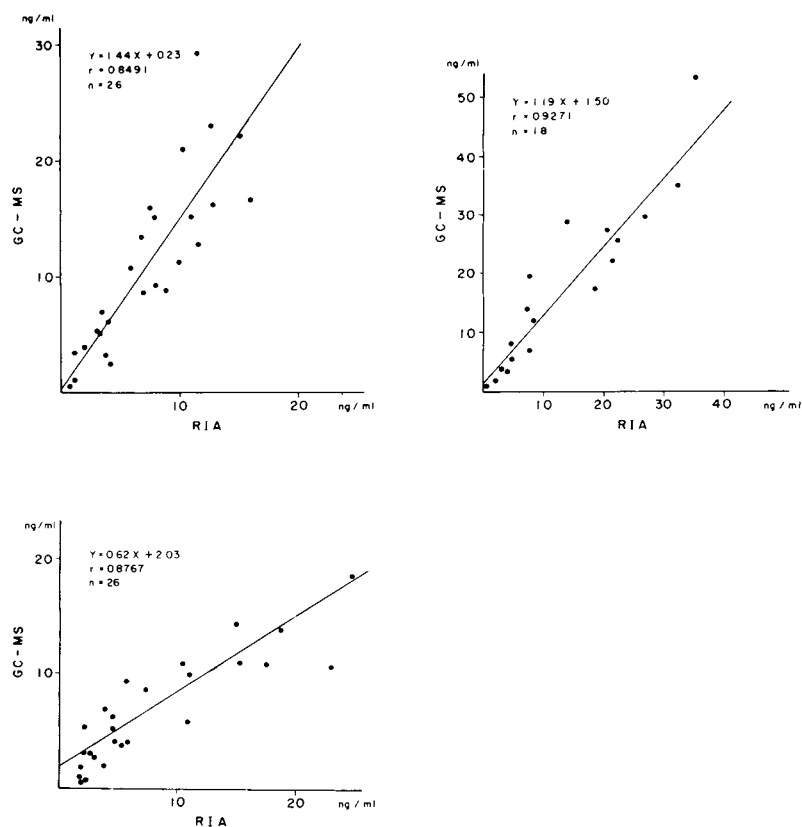 ng/ml
30
Y=1.44X+0.23
r=0.8491
n=26
20
GC-MS
10
10
20
ng/ml
RIA
ng/ml
50
Y=1.19X+1.50
r=0.9271
n=18
40
GC-MS
30
20
10
10
20
30
40
ng/ml
RIA
ng/ml
20
Y=0.62X+2.03
r=0.8767
n=26
GC-MS
10
10
20
ng/ml
RIA